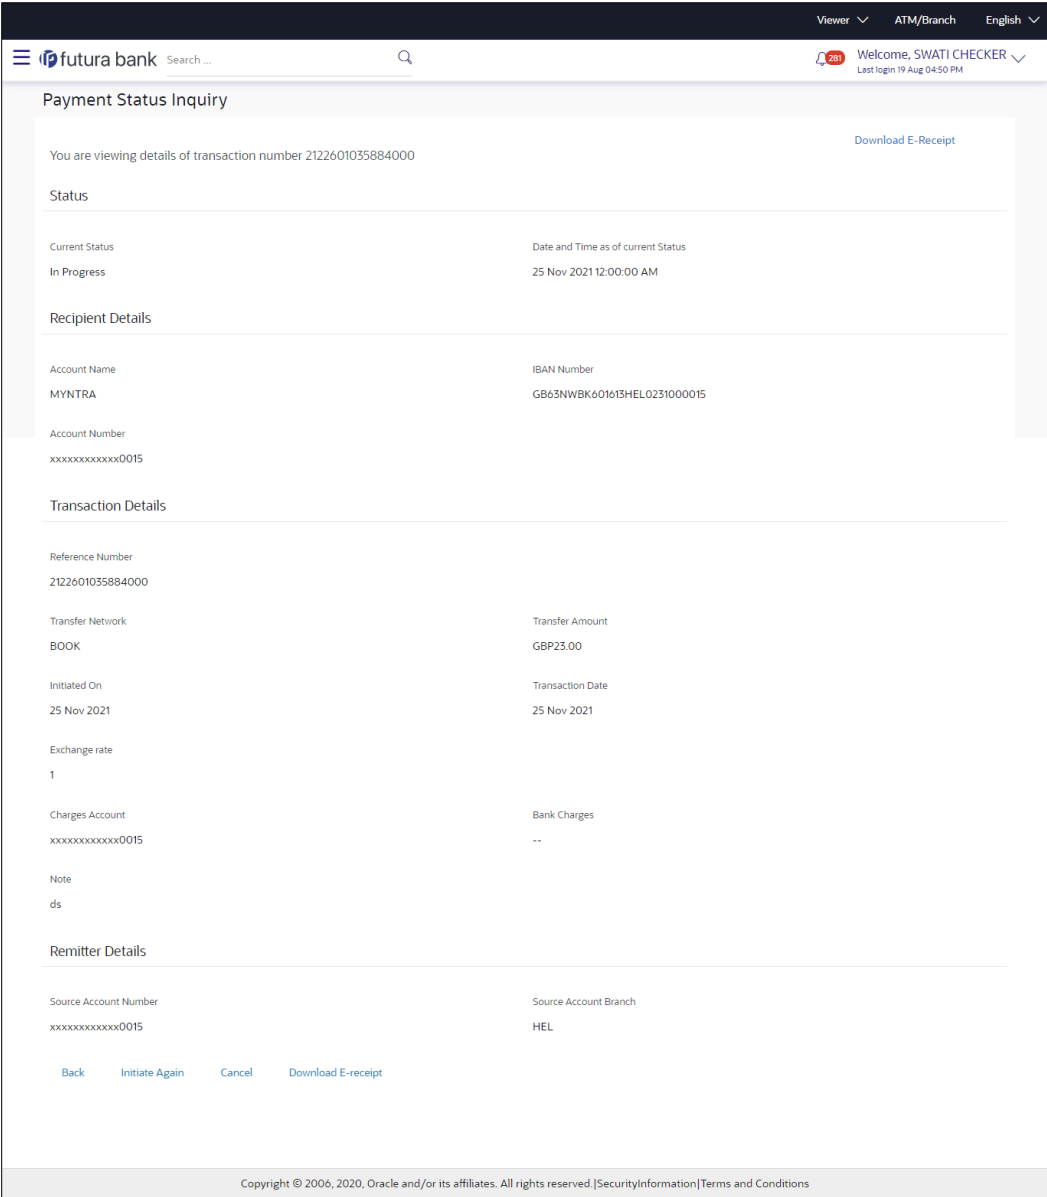 Viewer ATM/Branch English
futura bank Search ... 281 Welcome, SWATI CHECKER
Last login 19 Aug 04:50 PM
Payment Status Inquiry
Download E-Receipt
You are viewing details of transaction number 2122601035884000
Status
Current Status Date and Time as of current Status
In Progress 25 Nov 2021 12:00:00 AM
Recipient Details
Account Name IBAN Number
MYNTRA GB63NWBK601613HEL0231000015
Account Number
xxxxxxxxxxxx0015
Transaction Details
Reference Number
2122601035884000
Transfer Network Transfer Amount
BOOK GBP23.00
Initiated On Transaction Date
25 Nov 2021 25 Nov 2021
Exchange rate
1
Charges Account Bank Charges
xxxxxxxxxxxx0015 --
Note
ds
Remitter Details
Source Account Number Source Account Branch
xxxxxxxxxxxx0015 HEL
Back Initiate Again Cancel Download E-receipt
Copyright © 2006, 2020, Oracle and/or its affiliates. All rights reserved.|SecurityInformation|Terms and Conditions